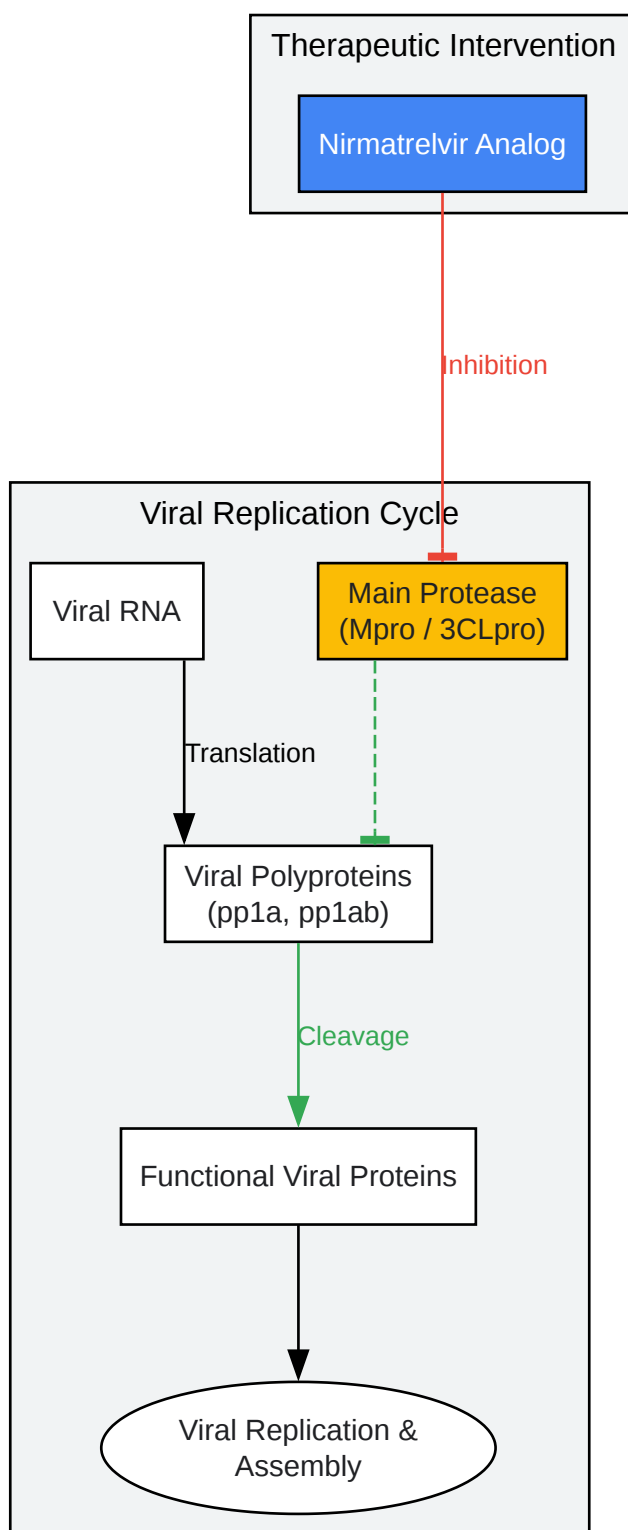 Therapeutic Intervention
Nirmatrelvir Analog
Inhibition
Viral Replication Cycle
Viral RNA
Main Protease
(Mpro / 3CLpro)
Translation
Viral Polyproteins
(pp1a, pp1ab)
Cleavage
Functional Viral Proteins
Viral Replication &
Assembly